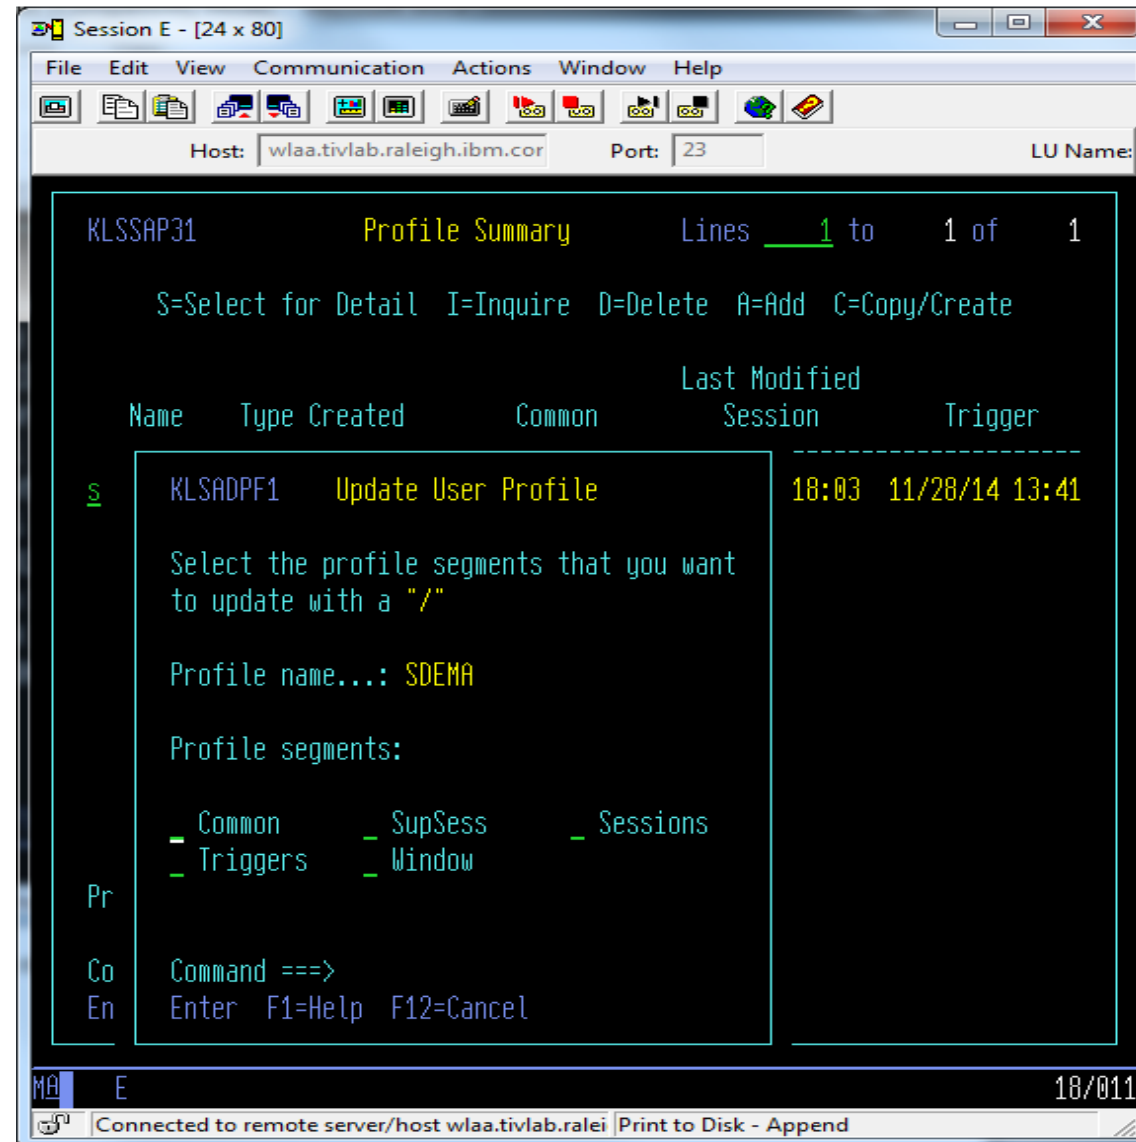 Session E - [24 x 80]
File Edit View Communication Actions Window Help
Host: wlaa.tivlab.raleigh.ibm.cor Port: 23 LU Name:
KLSSAP31 Profile Summary Lines 1 to 1 of 1
S=Select for Detail I=Inquire D=Delete A=Add C=Copy/Create
Last Modified
Name Type Created Common Session Trigger
---------------------
s KLSADPF1 Update User Profile 18:03 11/28/14 13:41
Select the profile segments that you want
to update with a "/"
Profile name...: SDEMA
Profile segments:
_ Common _ SupSess _ Sessions
_ Triggers _ Window
Pr
Co Command ===>
En Enter F1=Help F12=Cancel
MA E 18/011
Connected to remote server/host wlaa.tivlab.ralei Print to Disk - Append